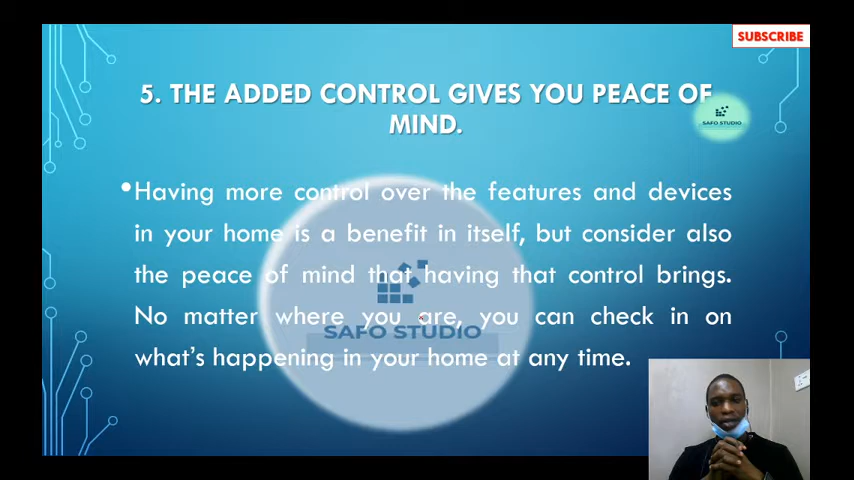 SUBSCRIBE
5. THE ADDED CONTROL GIVES YOU PEACE OF
MIND.
SAFO STUDIO
•Having more control over the features and devices
in your home is a benefit in itself, but consider also
the peace of mind that having that control brings.
No matter where you are, you can check in on
SAFO STUDIO
what's happening in your home at any time.